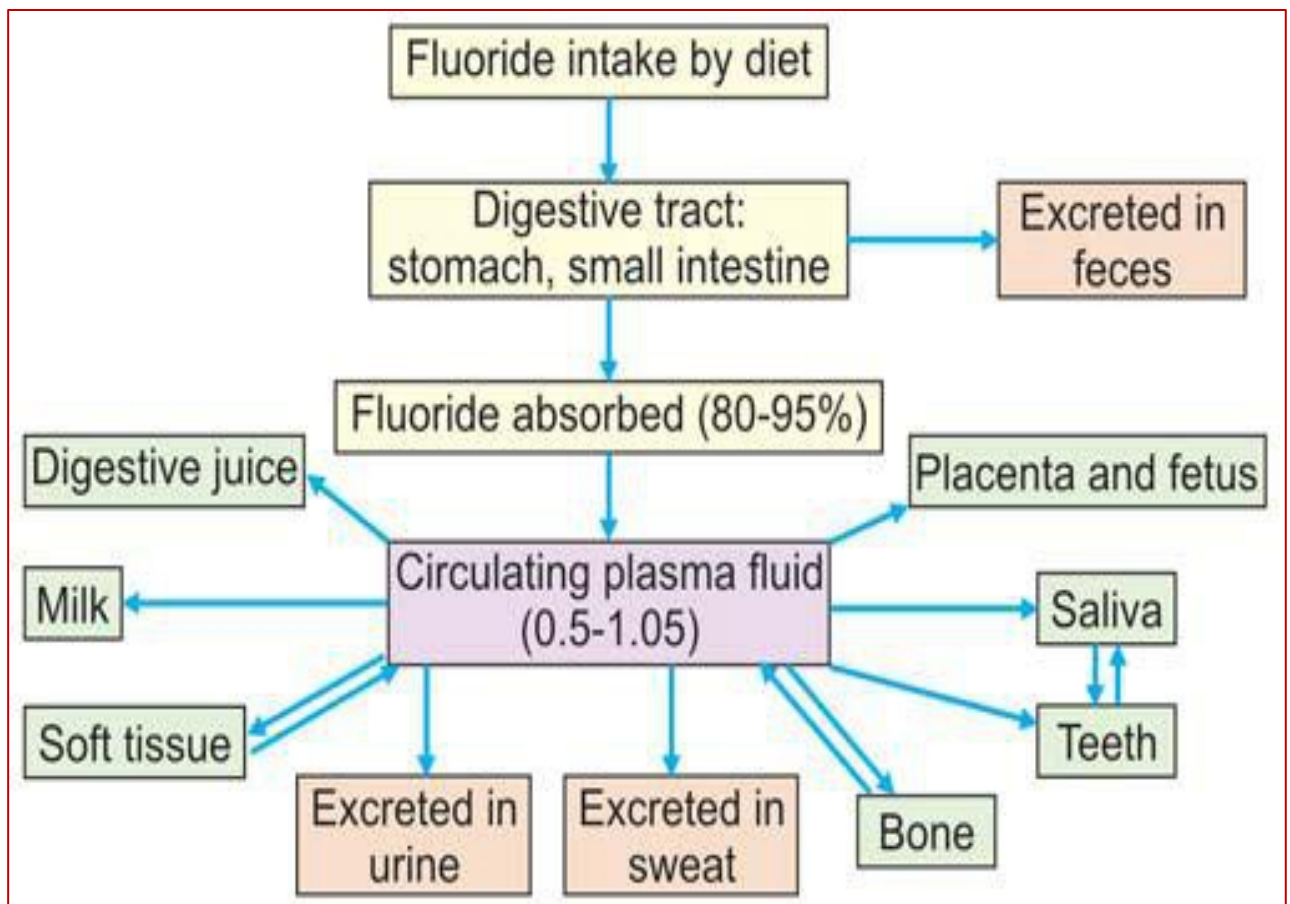 Fluoride intake by diet
Digestive tract:
stomach, small intestine
Excreted in
feces
Fluoride absorbed (80-95%)
Digestive juice
Placenta and fetus
Circulating plasma fluid
(0.5-1.05)
Milk
Saliva
Soft tissue
Teeth
Excreted in
urine
Excreted in
sweat
Bone